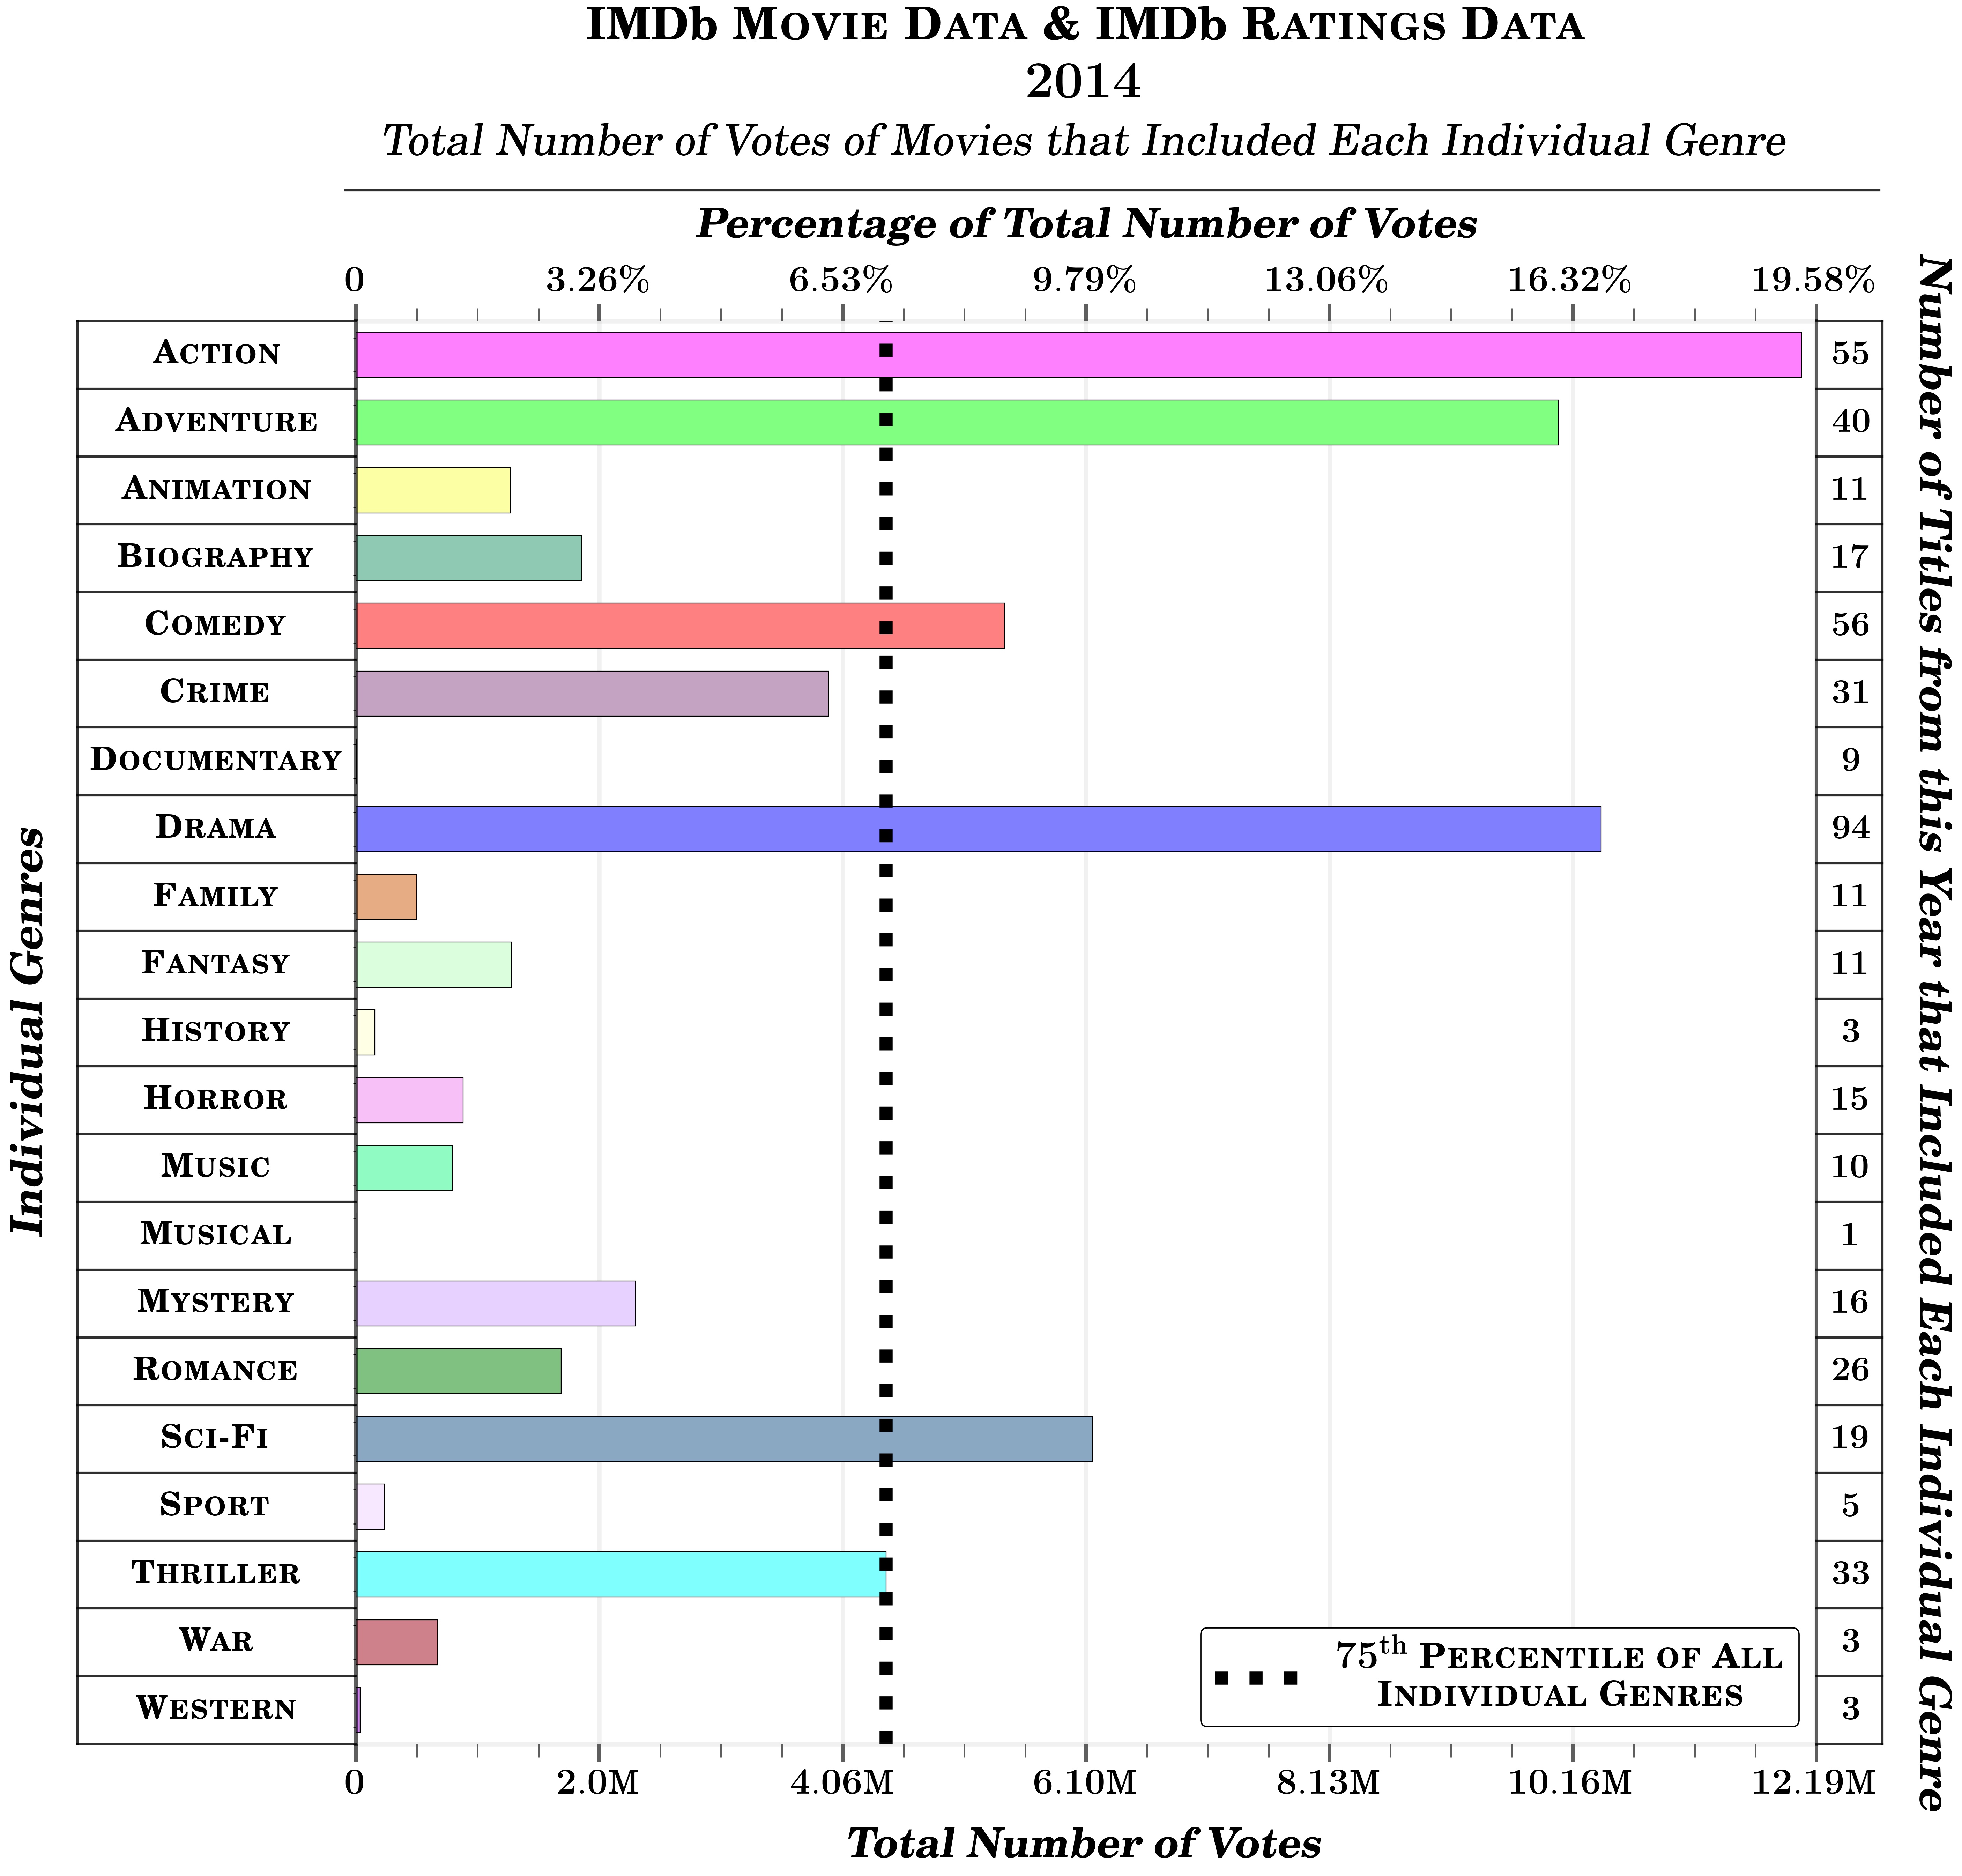 IMDb MOVIE DATA & IMDb RATINGS DATA
2014
Total Number of Votes of Movies that Included Each Individual Genre
Percentage of Total Number of Votes
0 3.26% 6.53% 9.79% 13.06% 16.32% 19.58%
Individual Genres
ACTION 55
ADVENTURE 40
ANIMATION 11
BIOGRAPHY 17
COMEDY 56
CRIME 31
DOCUMENTARY 9
DRAMA 94
FAMILY 11
FANTASY 11
HISTORY 3
HORROR 15
MUSIC 10
MUSICAL 1
MYSTERY 16
ROMANCE 26
SCI-FI 19
SPORT 5
THRILLER 33
WAR 3
WESTERN 3
Number of Titles from this Year that Included Each Individual Genre
75th PERCENTILE OF ALL
INDIVIDUAL GENRES
0 2.0M 4.06M 6.10M 8.13M 10.16M 12.19M
Total Number of Votes